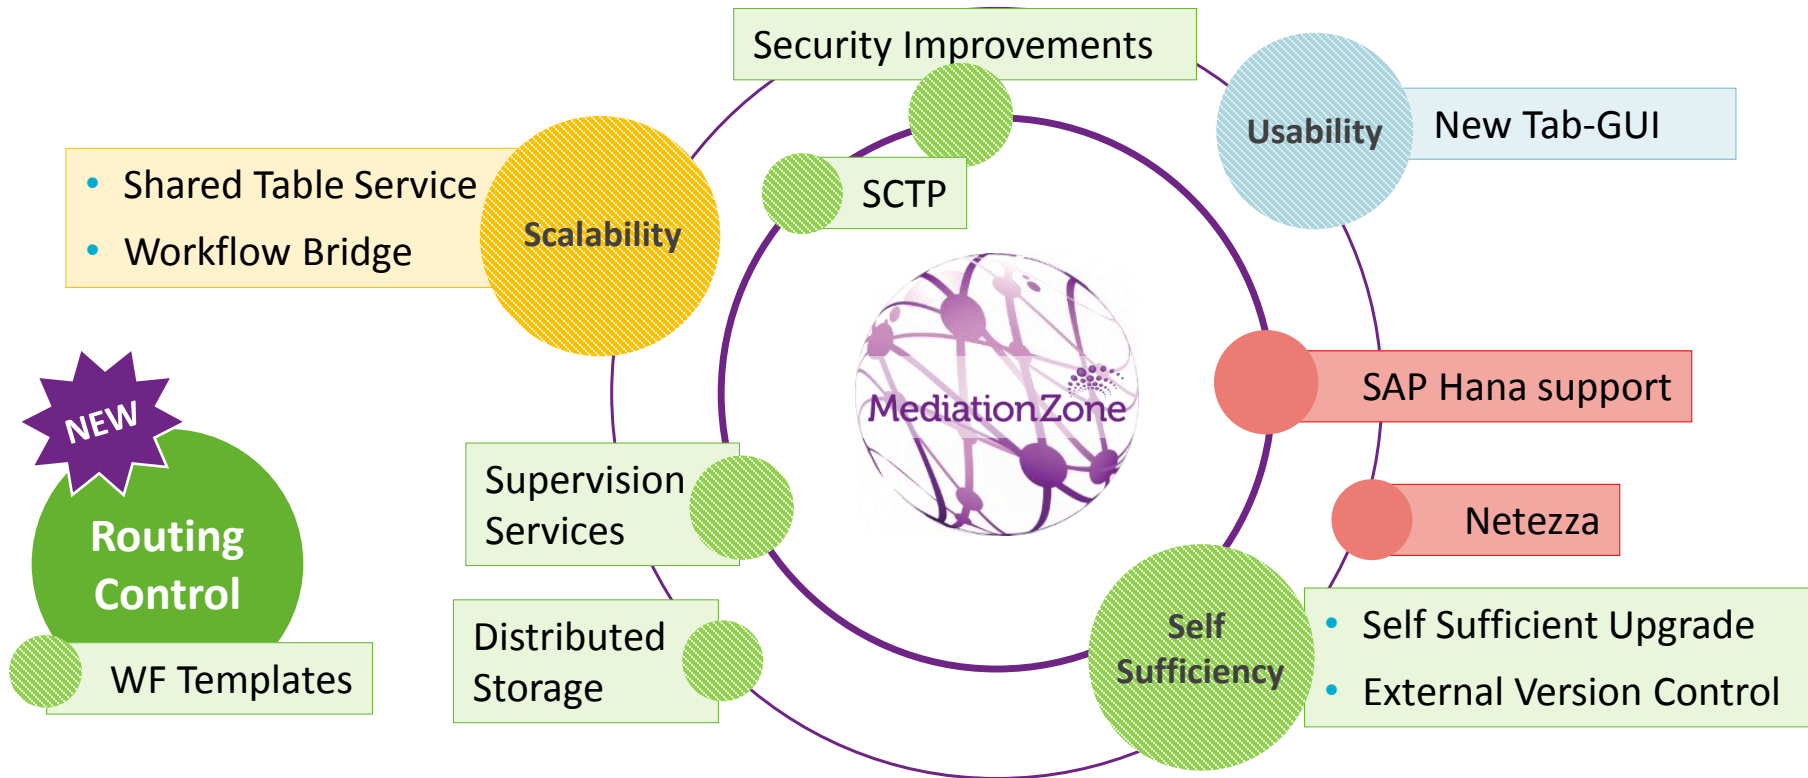 Security Improvements
Usability
New Tab-GUI
• Shared Table Service
• Workflow Bridge
Scalability
SCTP
MediationZone
SAP Hana support
NEW
Routing
Control
WF Templates
Supervision
Services
Netezza
Distributed
Storage
Self
Sufficiency
• Self Sufficient Upgrade
• External Version Control